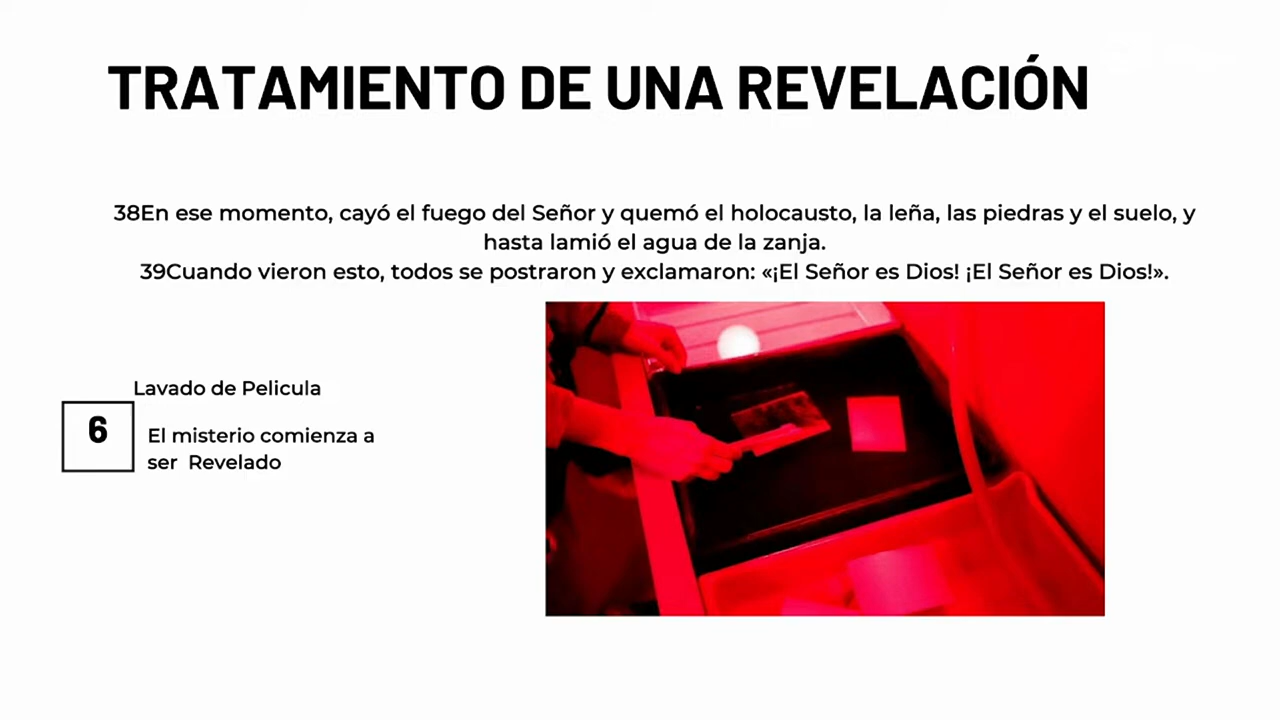 TRATAMIENTO DE UNA REVELACIÓN
38En ese momento, cayó el fuego del Señor y quemó el holocausto, la leña, las piedras y el suelo, y
hasta lamió el agua de la zanja.
39Cuando vieron esto, todos se postraron y exclamaron: «¡El Señor es Dios! ¡El Señor es Dios!».
Lavado de Pelicula
6
El misterio comienza a
ser Revelado